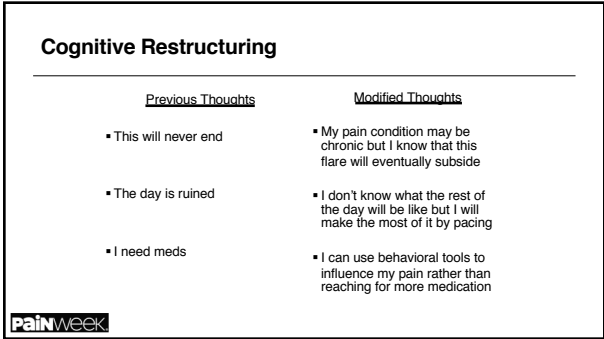 Cognitive Restructuring
Previous Thoughts
▪ This will never end
▪ The day is ruined
▪ I need meds
Modified Thoughts
▪ My pain condition may be
chronic but I know that this
flare will eventually subside
▪ I don't know what the rest of
the day will be like but I will
make the most of it by pacing
▪ I can use behavioral tools to
influence my pain rather than
reaching for more medication
PaiNWeek.